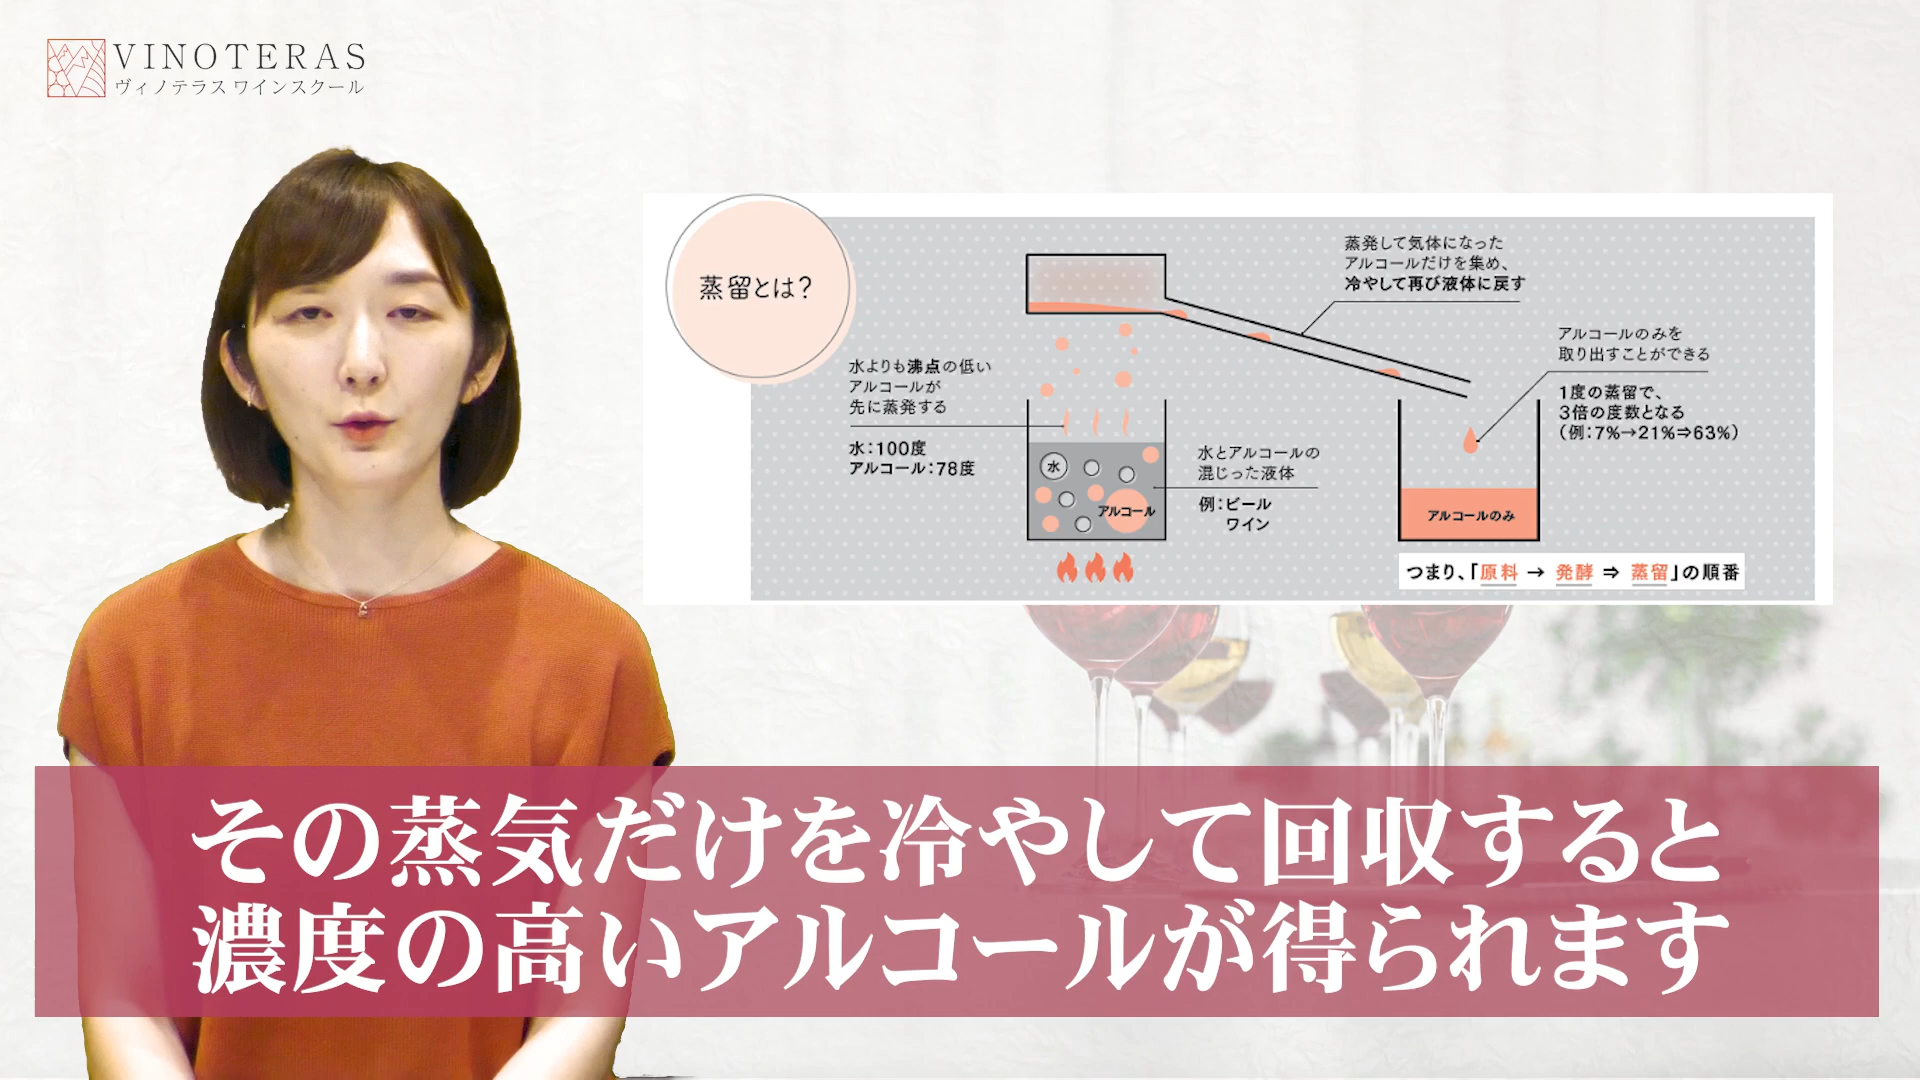 VINOTERAS
ヴィノテラス ワインスクール
蒸留とは?
蒸発して気体になった
アルコールだけを集め、
冷やして再び液体に戻す
アルコールのみを
取り出すことができる
1度の蒸留で、
3倍の度数となる
(例:7%→21%⇒63%)
水よりも沸点の低い
アルコールが
先に蒸発する
水:100度
アルコール:78度
水
アルコール
水とアルコールの
混じった液体
例:ビール
ワイン
アルコールのみ
つまり、「原料 → 発酵 ⇒ 蒸留」の順番
その蒸気だけを冷やして回収すると
濃度の高いアルコールが得られます